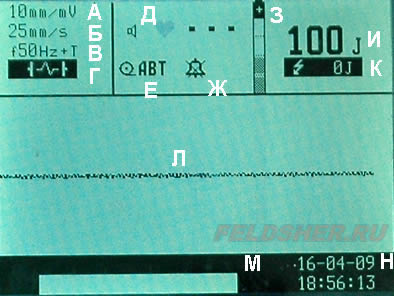 10mm/mV А
25mm/s Б
f50Hz+T В
Г
Д
АВТ
Е
Ж
З
+
100 J И
0J К
Л
FELDSHER.RU
М
16-04-09 Н
18:56:13